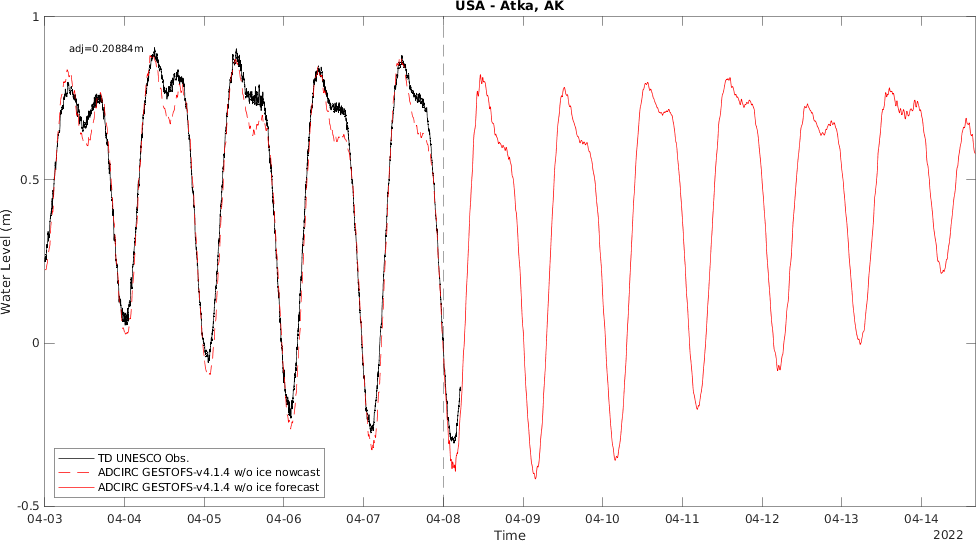 USA - Atka, AK
adj=0.20884m
1
0.5
0
-0.5
Water Level (m)
TD UNESCO Obs.
ADCIRC GESTOFS-v4.1.4 w/o ice nowcast
ADCIRC GESTOFS-v4.1.4 w/o ice forecast
04-03 04-04 04-05 04-06 04-07 04-08 04-09 04-10 04-11 04-12 04-13 04-14
Time
2022